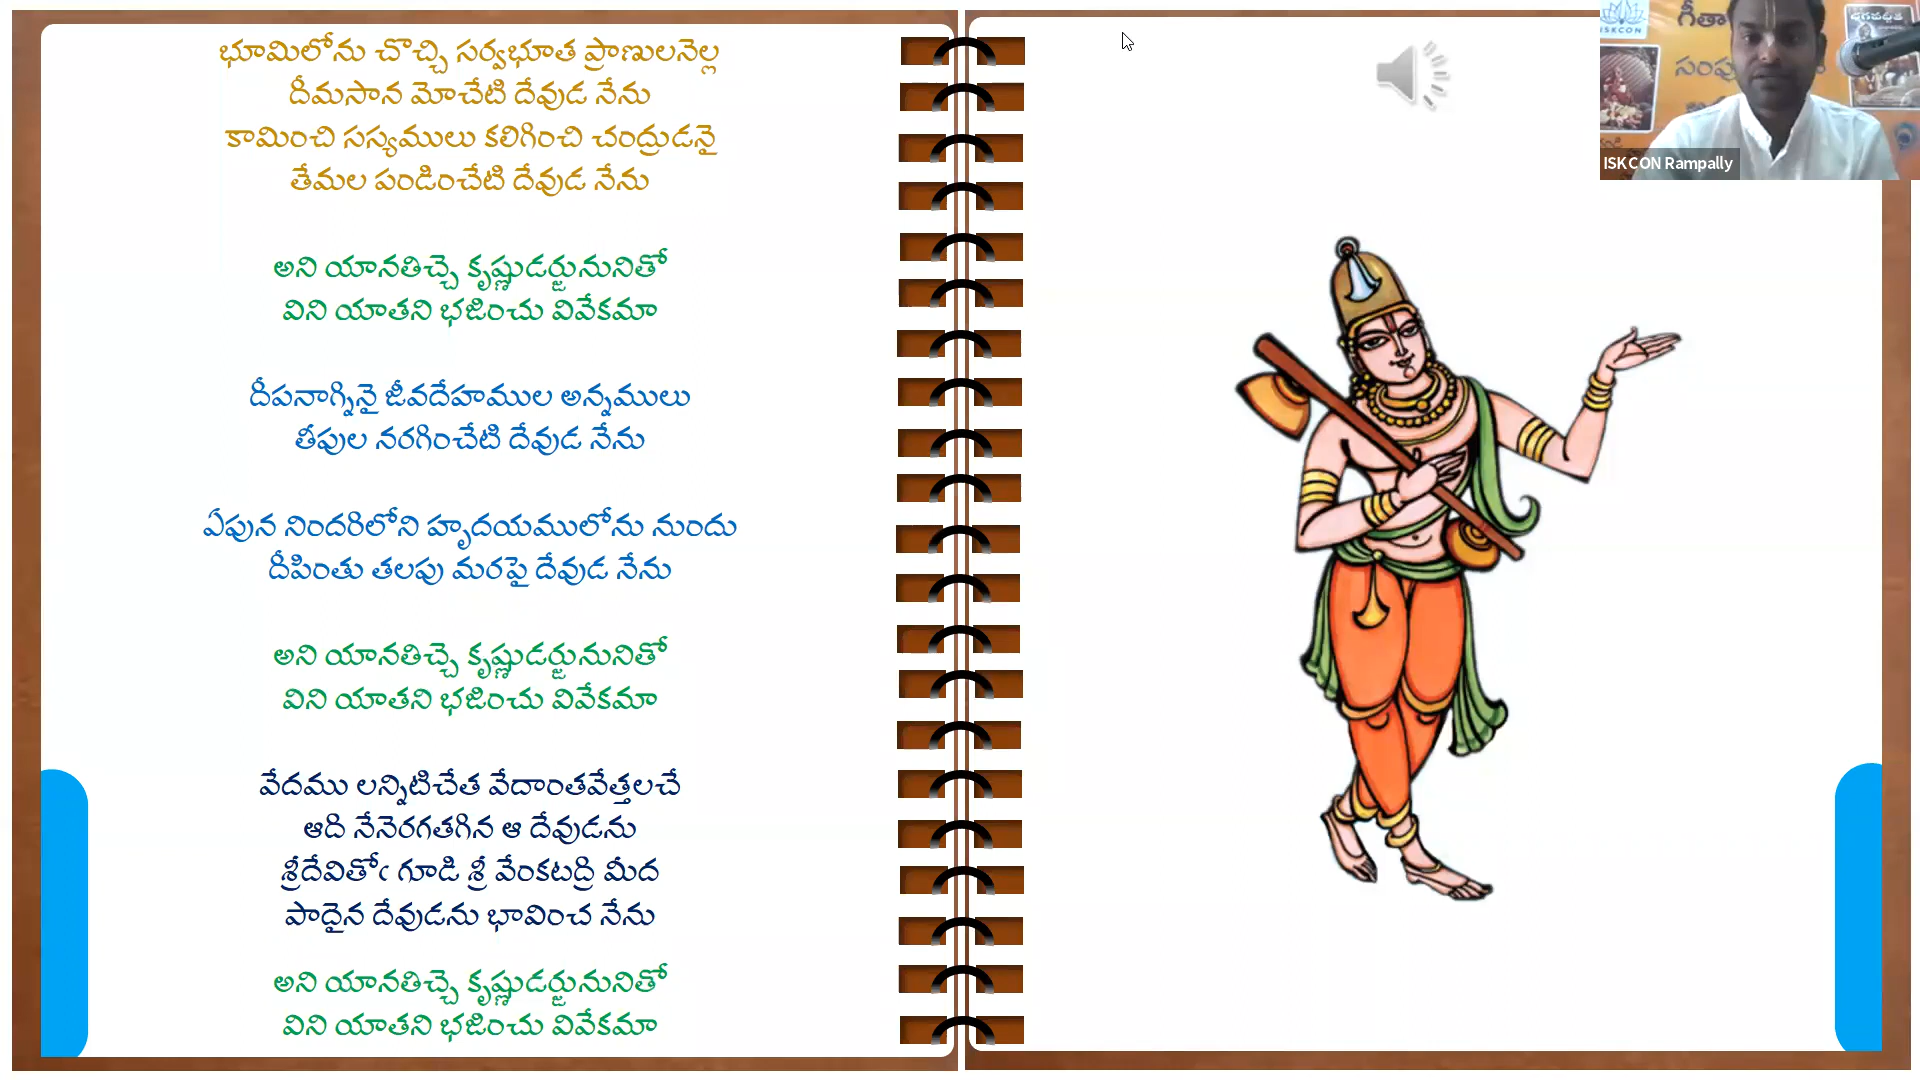 భూమిలోను చొచ్చి సర్వభూత ప్రాణులనెల్ల
దీమసాన మోచేటి దేవుడ నేను
కామించి సస్యములు కలిగించి చంద్రుడనై
తేమల పండించేటి దేవుడ నేను
అని యానతిచ్చె కృష్ణుడర్జునునితో
విని యాతని భజించు వివేకమా
దీపనాగ్నినై జీవదేహముల అన్నములు
తీపుల నరగించేటి దేవుడ నేను
ఏపున నిందరిలోని హృదయములోను నుందు
దీపింతు తలపు మరపై దేవుడ నేను
అని యానతిచ్చె కృష్ణుడర్జునునితో
విని యాతని భజించు వివేకమా
వేదము లన్నిటిచేత వేదాంతవేత్తలచే
ఆది నేనెరగతగిన ఆ దేవుడను
శ్రీదేవితోఁ గూడి శ్రీ వేంకటద్రి మీద
పాదైన దేవుడను భావించ నేను
అని యానతిచ్చె కృష్ణుడర్జునునితో
విని యాతని భజించు వివేకమా
ISKCON
గీతా
ISKCON Rampally